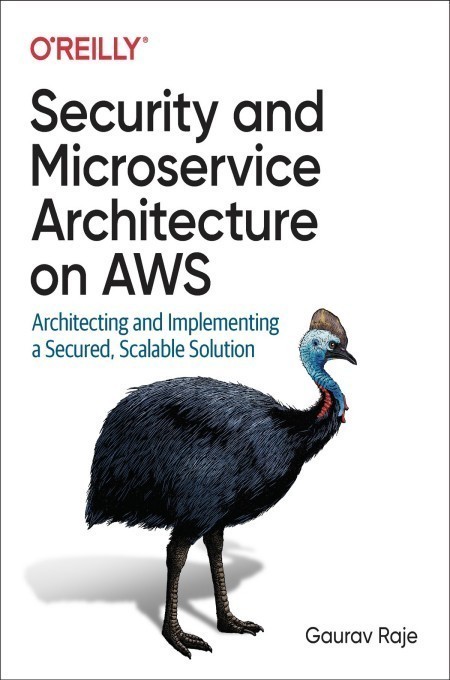 O'REILLY®
Security and
Microservice
Architecture
on AWS
Architecting and Implementing
a Secured, Scalable Solution
Gaurav Raje